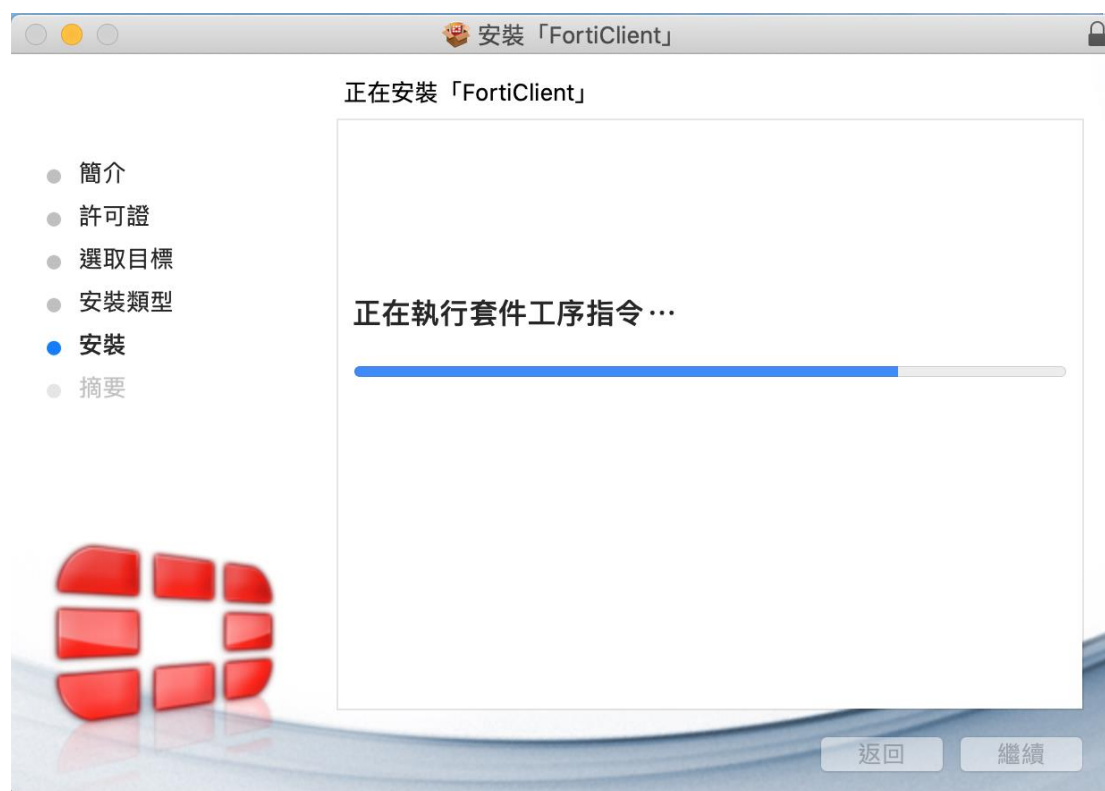 安裝「FortiClient」
正在安裝「FortiClient」
簡介
許可證
選取目標
安裝類型
安裝
摘要
正在執行套件工序指令⋯
返回
繼續